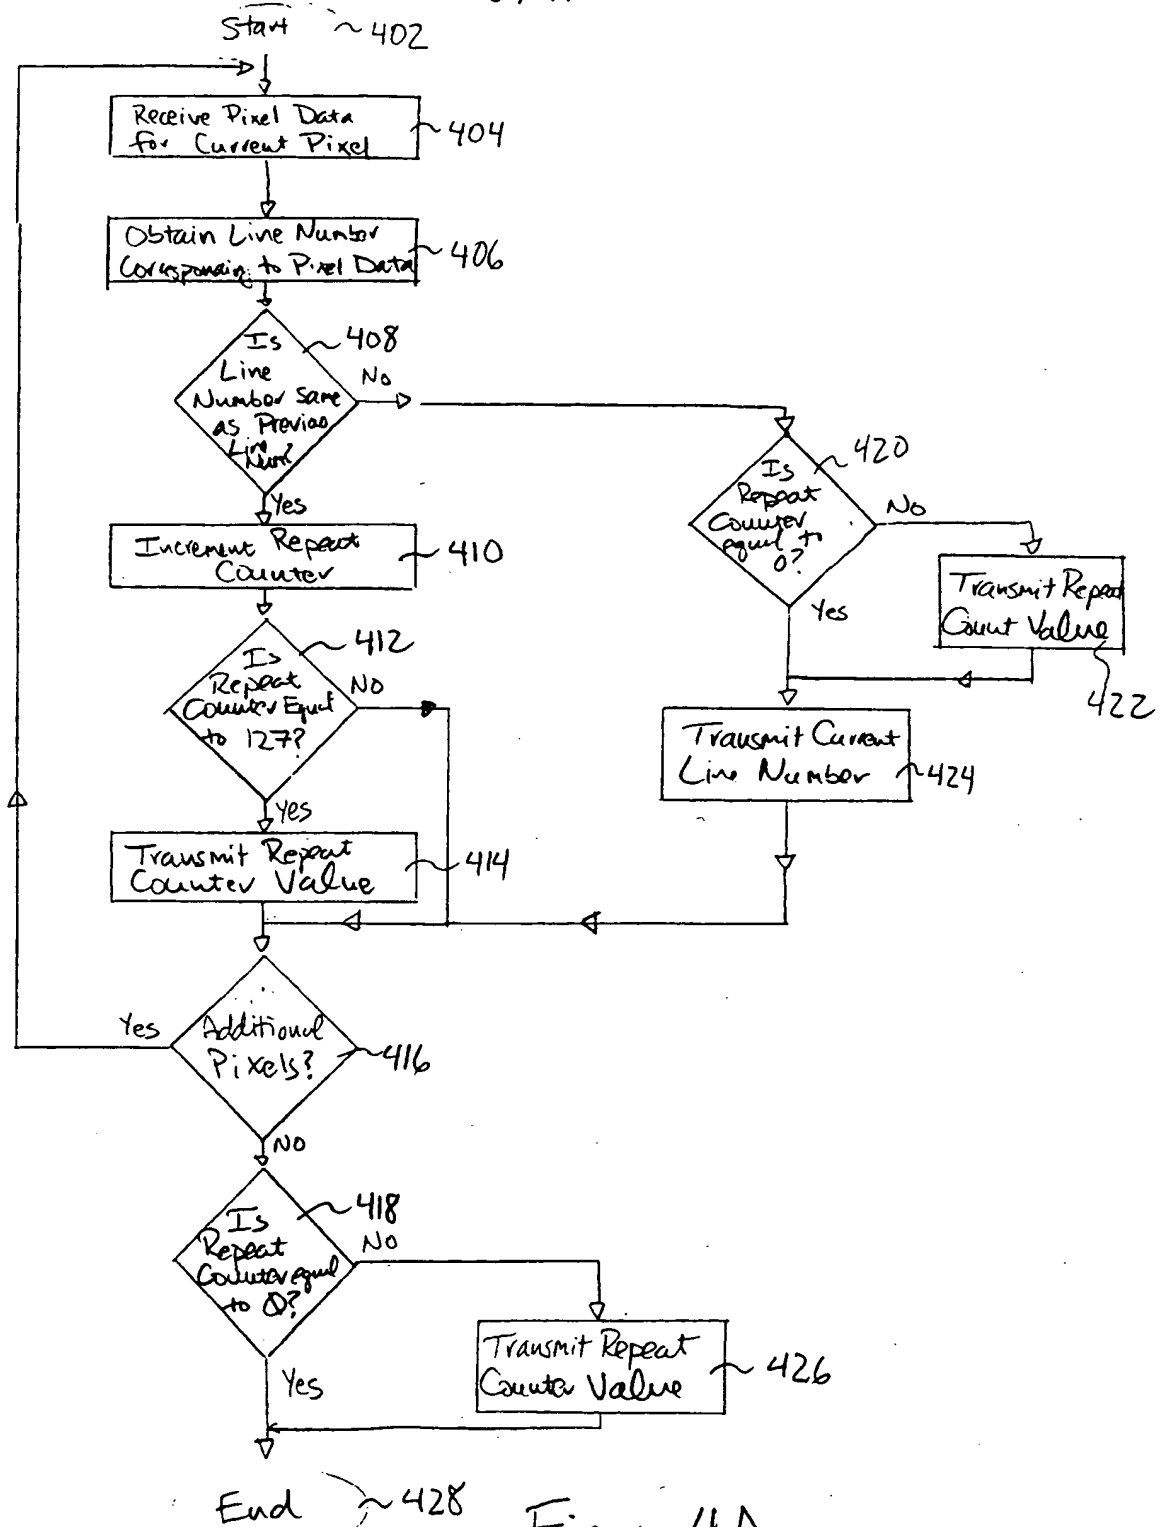 Start 402
Receive Pixel Data
for Current Pixel
404
Obtain Line Number
Corresponding to Pixel Data
406
Is
Line
Number Same
as Previous
Line
Num?
408
No
Yes
Increment Repeat
Counter
410
Is
Repeat
Counter Equal
to 127?
412
No
Yes
Transmit Repeat
Counter Value
414
Is
Repeat
Counter
equal to
0?
420
No
Yes
Transmit Repeat
Count Value
422
Transmit Current
Line Number
424
Additional
Pixels?
416
Yes
No
Is
Repeat
Counter equal
to 0?
418
No
Yes
Transmit Repeat
Counter Value
426
End 428